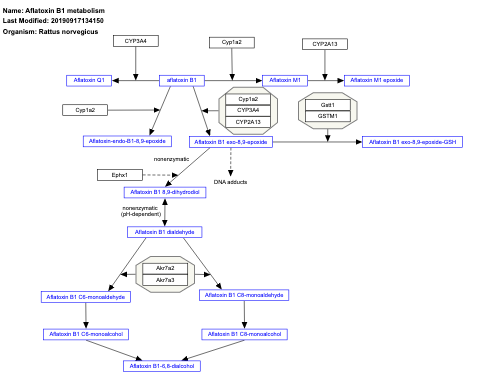 Name: Aflatoxin B1 metabolism
Last Modified: 20190917134150
Organism: Rattus norvegicus
CYP3A4
Cyp1a2
CYP2A13
Aflatoxin Q1
aflatoxin B1
Aflatoxin M1
Aflatoxin M1 epoxide
Cyp1a2
Cyp1a2
CYP3A4
CYP2A13
Gstt1
GSTM1
Aflatoxin-endo-B1-8,9-epoxide
Aflatoxin B1 exo-8,9-epoxide
Aflatoxin B1 exo-8,9-epoxide-GSH
nonenzymatic
Ephx1
DNA adducts
Aflatoxin B1 8,9-dihydrodiol
nonenzymatic
(pH-dependent)
Aflatoxin B1 dialdehyde
Akr7a2
Akr7a3
Aflatoxin B1 C6-monoaldehyde
Aflatoxin B1 C8-monoaldehyde
Aflatoxin B1 C6-monoalcohol
Aflatoxin B1 C8-monoalcohol
Aflatoxin B1-6,8-dialcohol